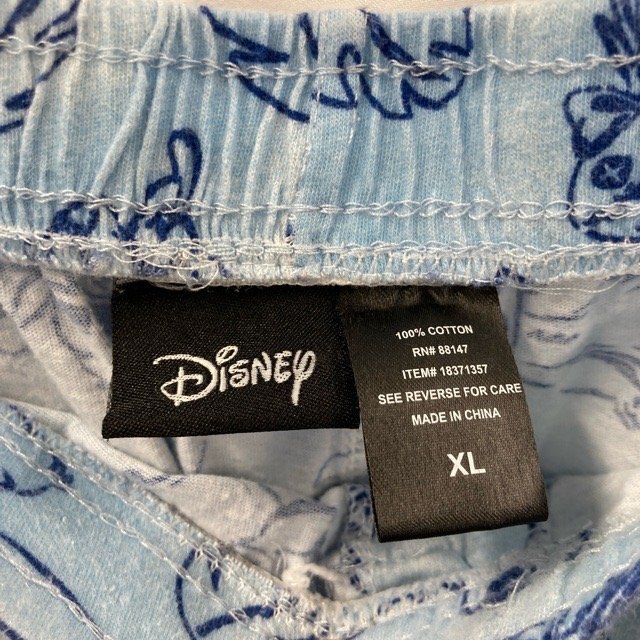 Disney
100% COTTON
RN# 88147
ITEM# 18371357
SEE REVERSE FOR CARE
MADE IN CHINA
XL